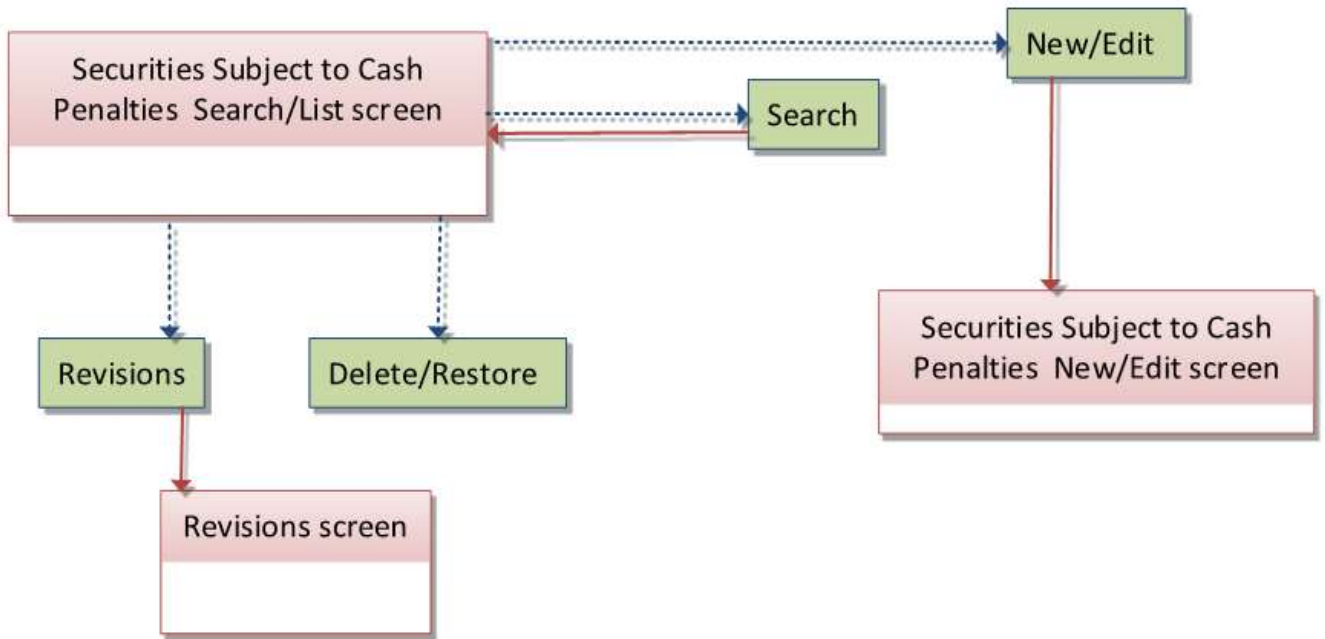 New/Edit
Securities Subject to Cash
Penalties Search/List screen
Search
Securities Subject to Cash
Penalties New/Edit screen
Revisions
Delete/Restore
Revisions screen